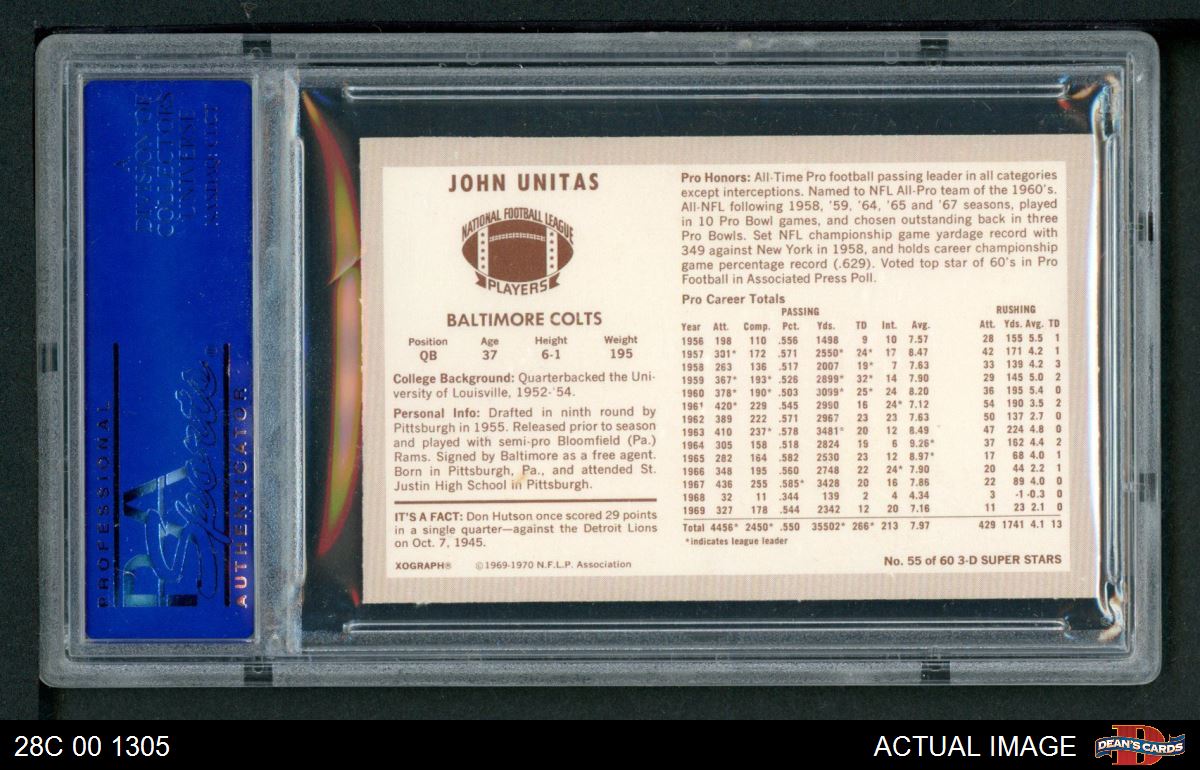 A
DIVISION OF
COLLECTORS
UNIVERSE
NASDAQ: CLCT
PROFESSIONAL
PSA
Sports
AUTHENTICATOR
JOHN UNITAS
NATIONAL FOOTBALL LEAGUE
PLAYERS
BALTIMORE COLTS
Position Age Height Weight
QB 37 6-1 195
College Background: Quarterbacked the Uni-
versity of Louisville, 1952-'54.
Personal Info: Drafted in ninth round by
Pittsburgh in 1955. Released prior to season
and played with semi-pro Bloomfield (Pa.)
Rams. Signed by Baltimore as a free agent.
Born in Pittsburgh, Pa., and attended St.
Justin High School in Pittsburgh.
IT'S A FACT: Don Hutson once scored 29 points
in a single quarter—against the Detroit Lions
on Oct. 7, 1945.
XOGRAPH® ©1969-1970 N.F.L.P. Association
Pro Honors: All-Time Pro football passing leader in all categories
except interceptions. Named to NFL All-Pro team of the 1960's.
All-NFL following 1958, '59, '64, '65 and '67 seasons, played
in 10 Pro Bowl games, and chosen outstanding back in three
Pro Bowls. Set NFL championship game yardage record with
349 against New York in 1958, and holds career championship
game percentage record (.629). Voted top star of 60's in Pro
Football in Associated Press Poll.
Pro Career Totals
PASSING RUSHING
Year Att. Comp. Pct. Yds. TD Int. Avg. Att. Yds. Avg. TD
1956 198 110 .556 1498 9 10 7.57 28 155 5.5 1
1957 301* 172 .571 2550* 24* 17 8.47 42 171 4.1 1
1958 263 136 .517 2007 19* 7 7.63 33 139 4.2 3
1959 367* 193* .526 2899* 32* 14 7.90 29 145 5.0 2
1960 378* 190* .503 3099* 25* 24 8.20 36 195 5.4 0
1961 420* 229 .545 2990 16 24* 7.12 54 190 3.5 2
1962 389 222 .571 2967 23 23 7.63 50 137 2.7 0
1963 410 237* .578 3481* 20 12 8.49 47 224 4.8 0
1964 305 158 .518 2824 19 6 9.26* 37 162 4.4 2
1965 282 164 .582 2530 23 12 8.97* 17 68 4.0 1
1966 348 195 .560 2748 22 24* 7.90 20 44 2.2 1
1967 436 255 .585* 3428 20 16 7.86 22 89 4.0 0
1968 32 11 .344 139 2 4 4.34 3 -1 -0.3 0
1969 327 178 .544 2342 12 20 7.16 11 23 2.1 0
Total 4456* 2450* .550 35502* 266* 213 7.97 429 1741 4.1 13
*indicates league leader
No. 55 of 60 3-D SUPER STARS
28C 00 1305
ACTUAL IMAGE
D
DEAN'S CARDS